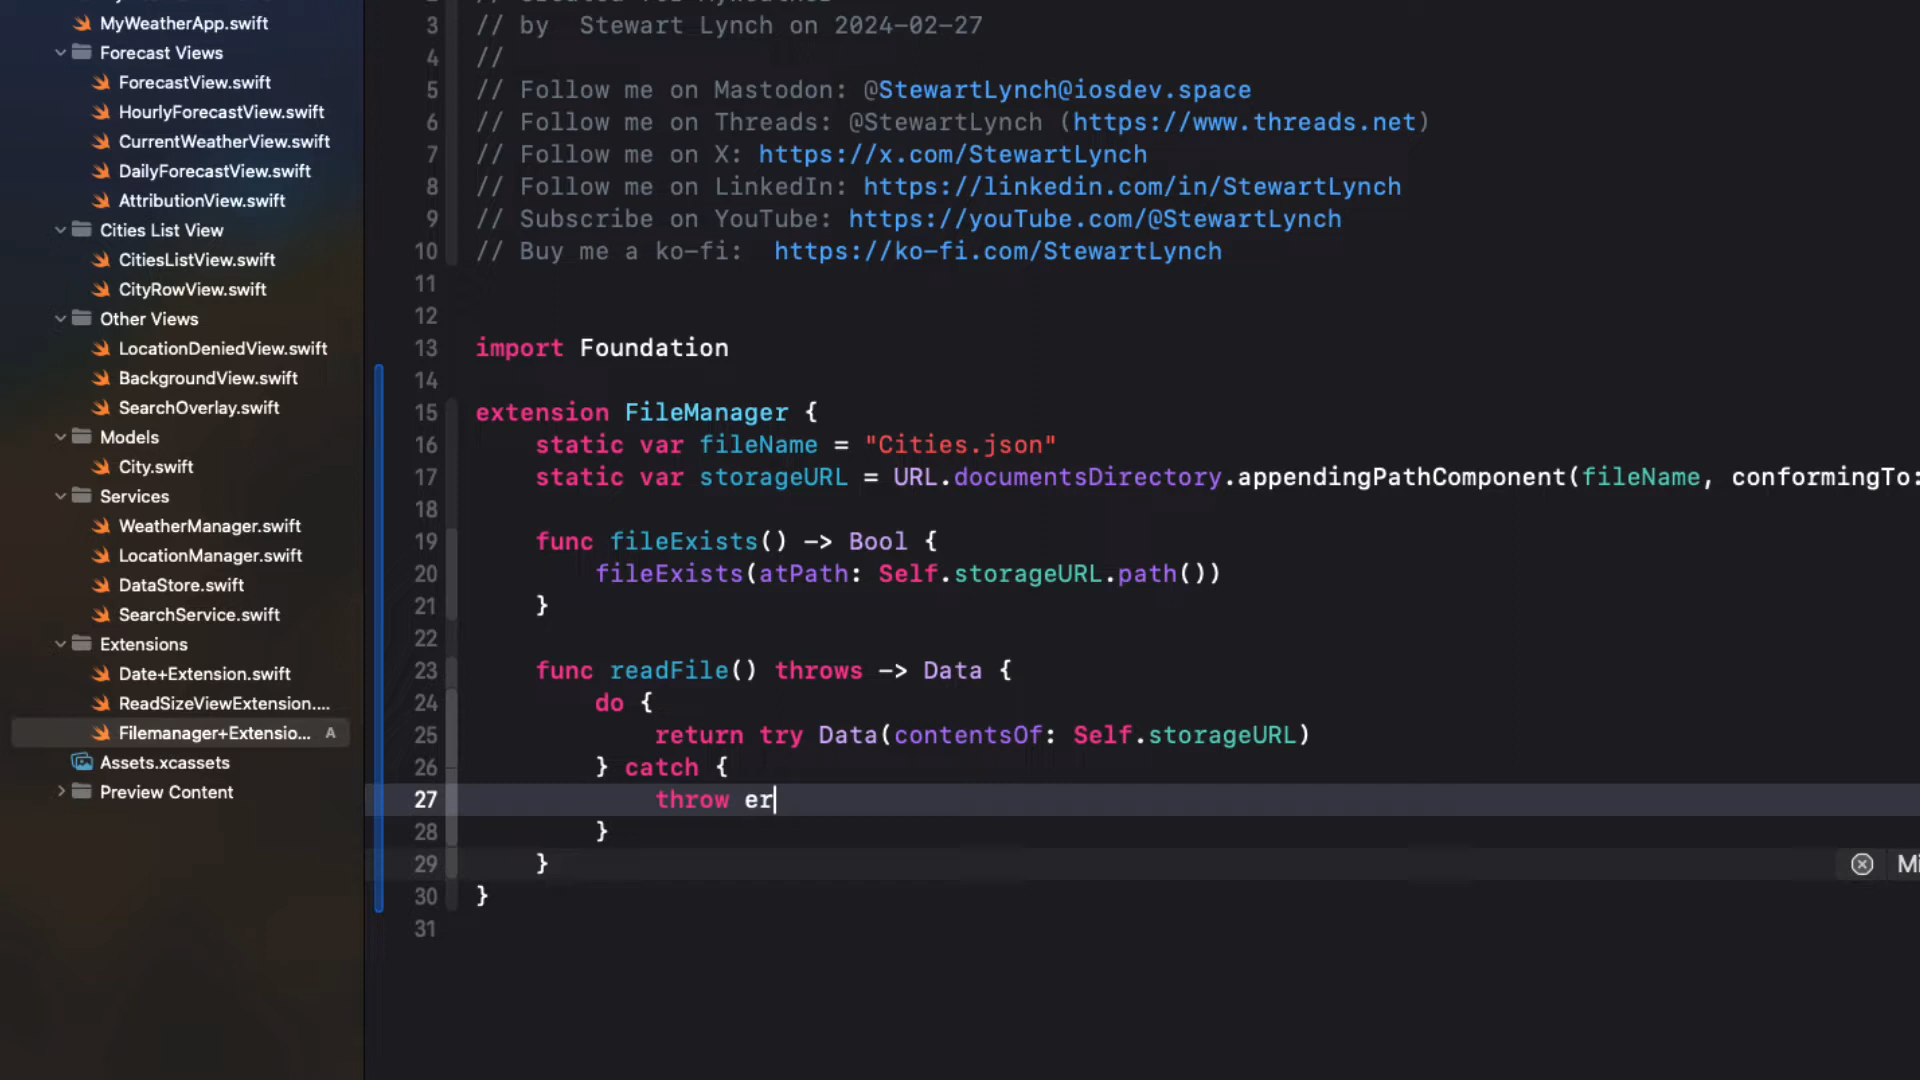 MyWeatherApp.swift
Forecast Views
ForecastView.swift
HourlyForecastView.swift
CurrentWeatherView.swift
DailyForecastView.swift
AttributionView.swift
Cities List View
CitiesListView.swift
CityRowView.swift
Other Views
LocationDeniedView.swift
BackgroundView.swift
SearchOverlay.swift
Models
City.swift
Services
WeatherManager.swift
LocationManager.swift
DataStore.swift
SearchService.swift
Extensions
Date+Extension.swift
ReadSizeViewExtension....
Filemanager+Extensio... A
Assets.xcassets
Preview Content
3 // by  Stewart Lynch on 2024-02-27
4 //
5 // Follow me on Mastodon: @StewartLynch@iosdev.space
6 // Follow me on Threads: @StewartLynch (https://www.threads.net)
7 // Follow me on X: https://x.com/StewartLynch
8 // Follow me on LinkedIn: https://linkedin.com/in/StewartLynch
9 // Subscribe on YouTube: https://youTube.com/@StewartLynch
10 // Buy me a ko-fi:  https://ko-fi.com/StewartLynch
11
12
13 import Foundation
14
15 extension FileManager {
16     static var fileName = "Cities.json"
17     static var storageURL = URL.documentsDirectory.appendingPathComponent(fileName, conformingTo:
18
19     func fileExists() -> Bool {
20         fileExists(atPath: Self.storageURL.path())
21     }
22
23     func readFile() throws -> Data {
24         do {
25             return try Data(contentsOf: Self.storageURL)
26         } catch {
27             throw er
28         }
29     } Mi
30 }
31